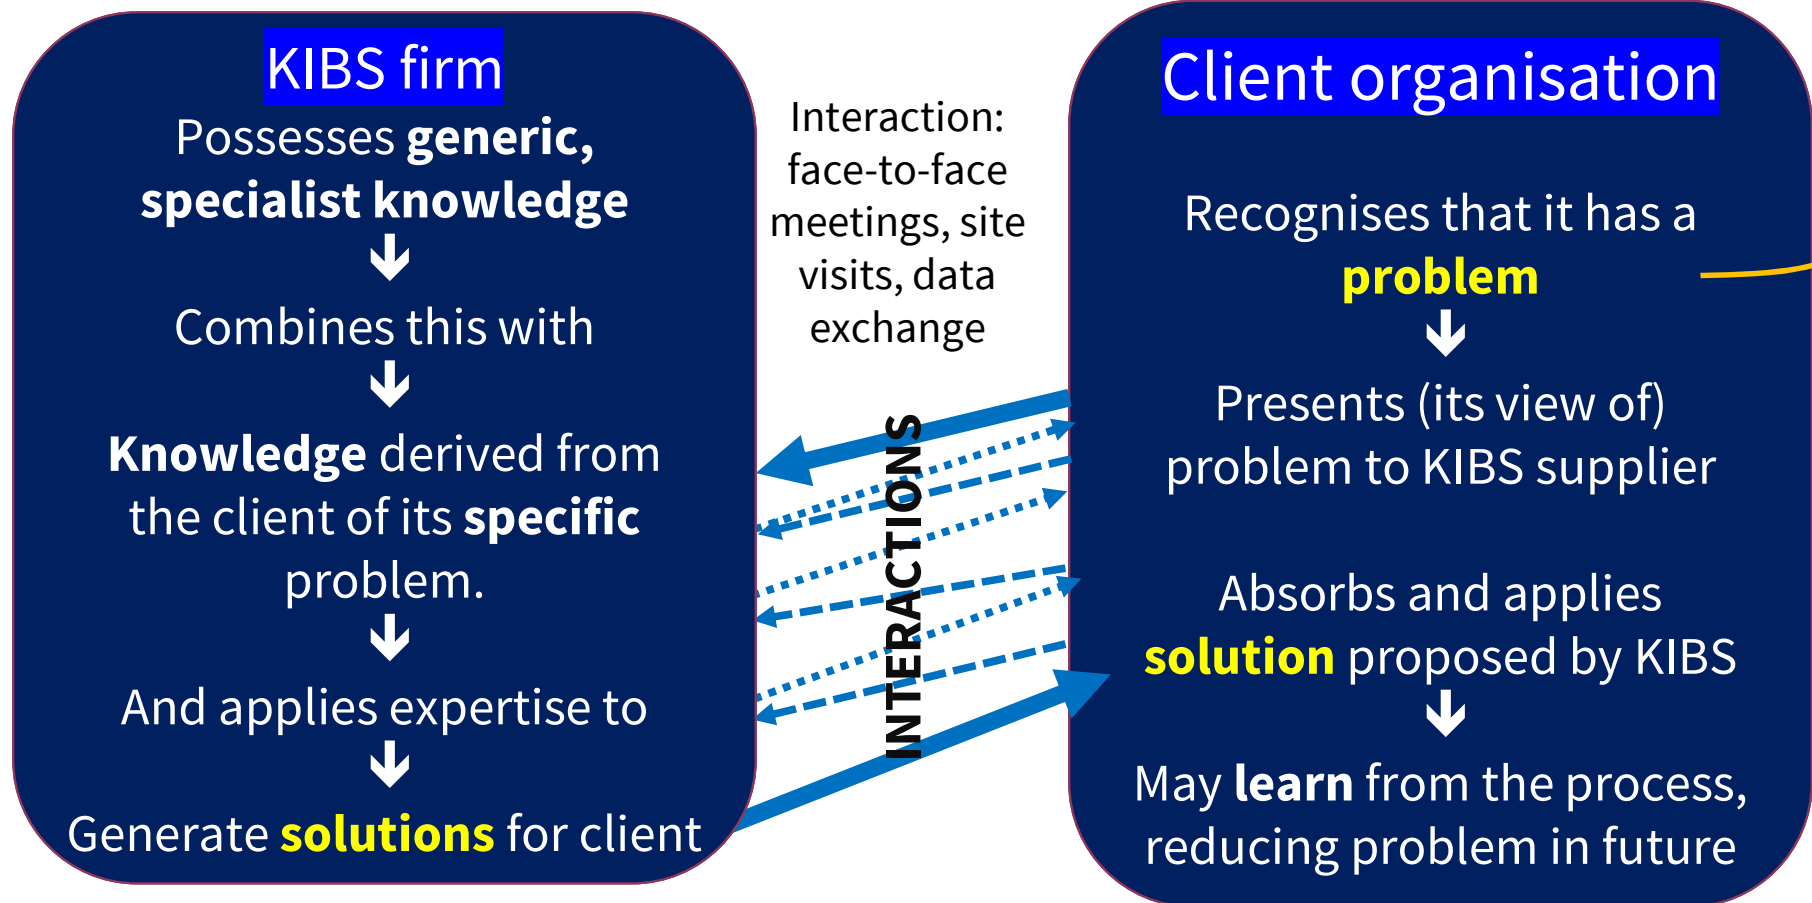 KIBS firm
Possesses generic,
specialist knowledge
Combines this with
Knowledge derived from
the client of its specific
problem.
And applies expertise to
Generate solutions for client
Interaction:
face-to-face
meetings, site
visits, data
exchange
INTERACTIONS
Client organisation
Recognises that it has a
problem
Presents (its view of)
problem to KIBS supplier
Absorbs and applies
solution proposed by KIBS
May learn from the process,
reducing problem in future